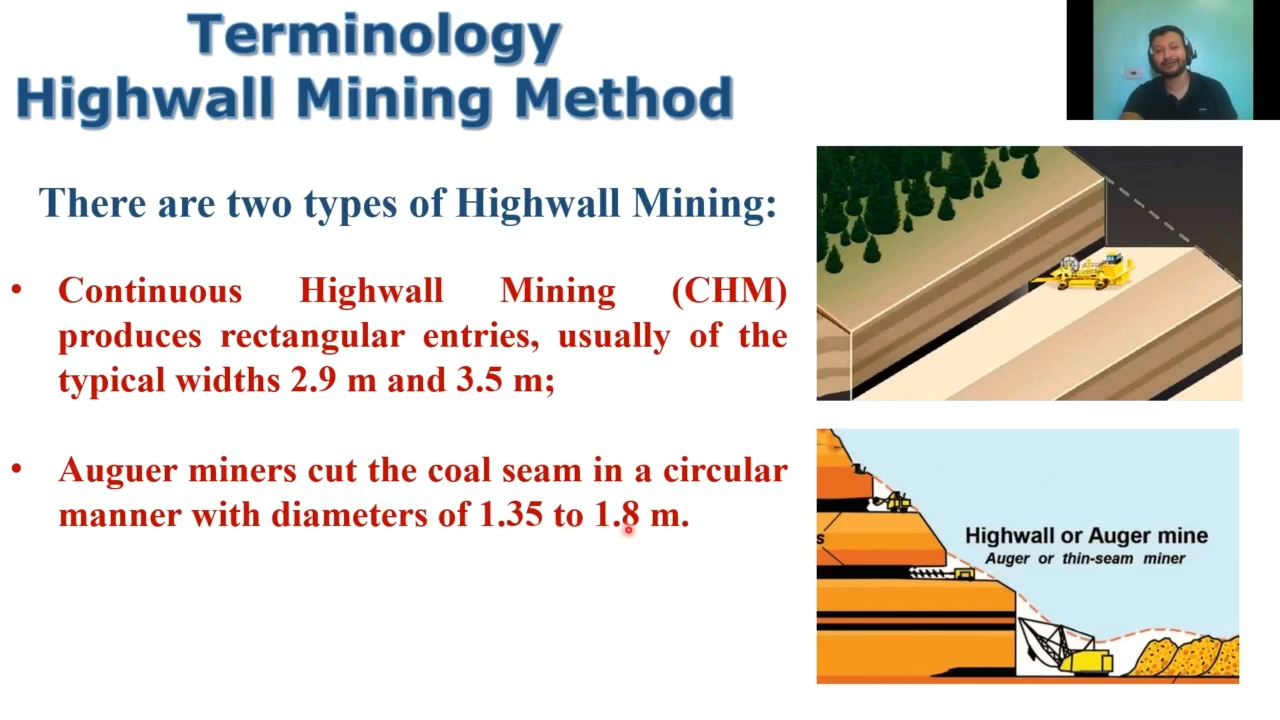 Terminology
Highwall Mining Method
There are two types of Highwall Mining:
• Continuous Highwall Mining (CHM)
produces rectangular entries, usually of the
typical widths 2.9 m and 3.5 m;
• Auguer miners cut the coal seam in a circular
manner with diameters of 1.35 to 1.8 m.
s
Highwall or Auger mine
Auger or thin-seam miner